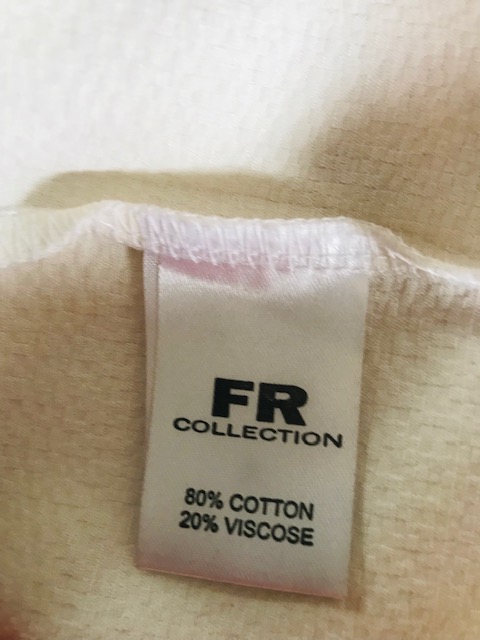 FR
COLLECTION
80% COTTON
20% VISCOSE